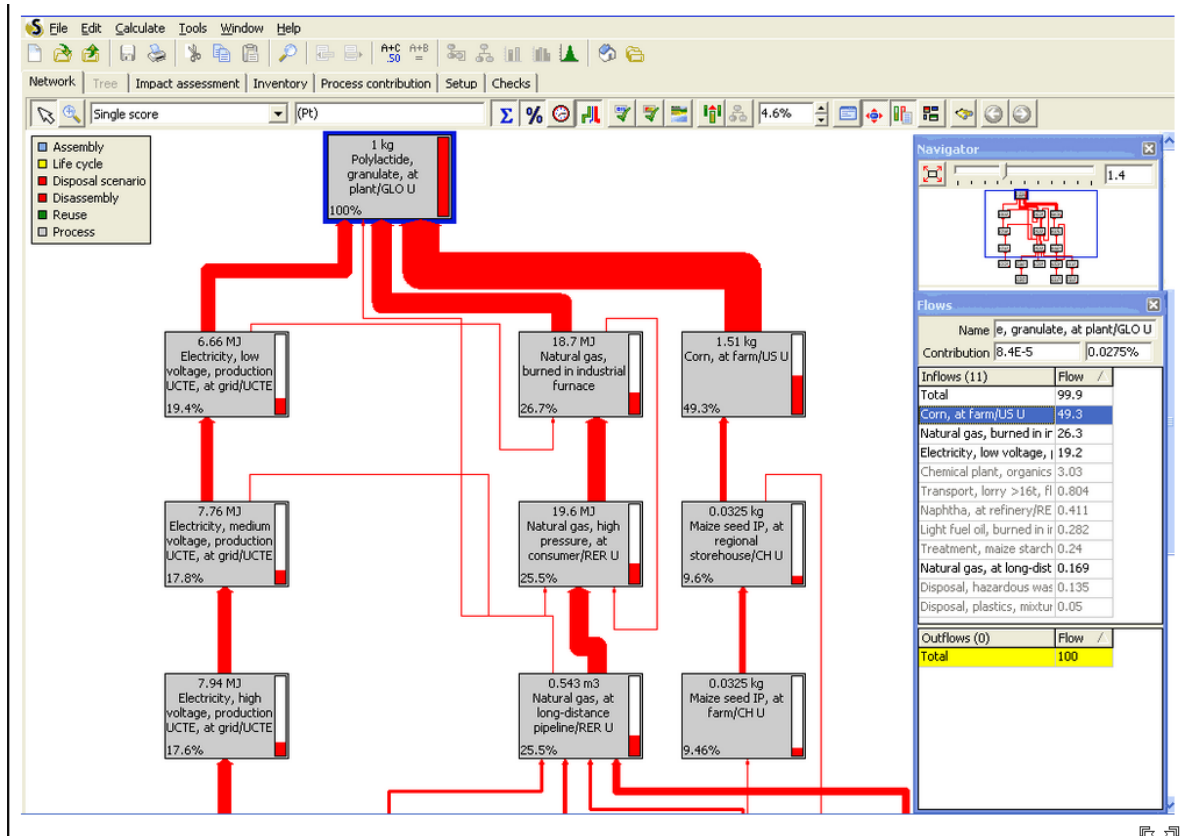 File Edit Calculate Tools Window Help
A+C A+B
.50 =
Network Tree Impact assessment Inventory Process contribution Setup Checks
Single score (Pt) Σ % 4.6%
Assembly
Life cycle
Disposal scenario
Disassembly
Reuse
Process
1 kg
Polylactide,
granulate, at
plant/GLO U
100%
6.66 MJ
Electricity, low
voltage, production
UCTE, at grid/UCTE
19.4%
18.7 MJ
Natural gas,
burned in industrial
furnace
26.7%
1.51 kg
Corn, at farm/US U
49.3%
7.76 MJ
Electricity, medium
voltage, production
UCTE, at grid/UCTE
17.8%
19.6 MJ
Natural gas, high
pressure, at
consumer/RER U
25.5%
0.0325 kg
Maize seed IP, at
regional
storehouse/CH U
9.6%
7.94 MJ
Electricity, high
voltage, production
UCTE, at grid/UCTE
17.6%
0.543 m3
Natural gas, at
long-distance
pipeline/RER U
25.5%
0.0325 kg
Maize seed IP, at
farm/CH U
9.46%
Navigator
1.4
Flows
Name e, granulate, at plant/GLO U
Contribution 8.4E-5 0.0275%
Inflows (11) Flow /
Total 99.9
Corn, at farm/US U 49.3
Natural gas, burned in ir 26.3
Electricity, low voltage, p 19.2
Chemical plant, organics 3.03
Transport, lorry >16t, fl 0.804
Naphtha, at refinery/RE 0.411
Light fuel oil, burned in ir 0.282
Treatment, maize starch 0.24
Natural gas, at long-dist 0.169
Disposal, hazardous was 0.135
Disposal, plastics, mixtur 0.05
Outflows (0) Flow /
Total 100